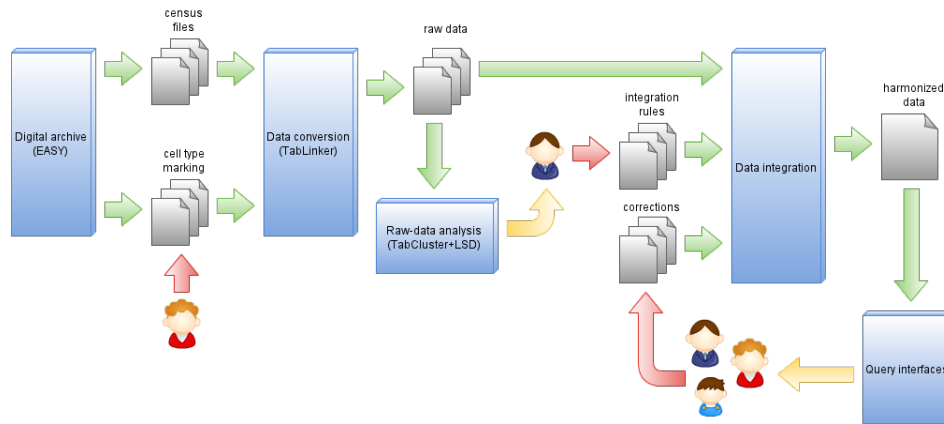 census
files
raw data
integration
rules
harmonized
data
Digital archive
(EASY)
Data conversion
(TabLinker)
cell type
marking
Data integration
Raw-data analysis
(TabCluster+LSD)
corrections
Query interfaces